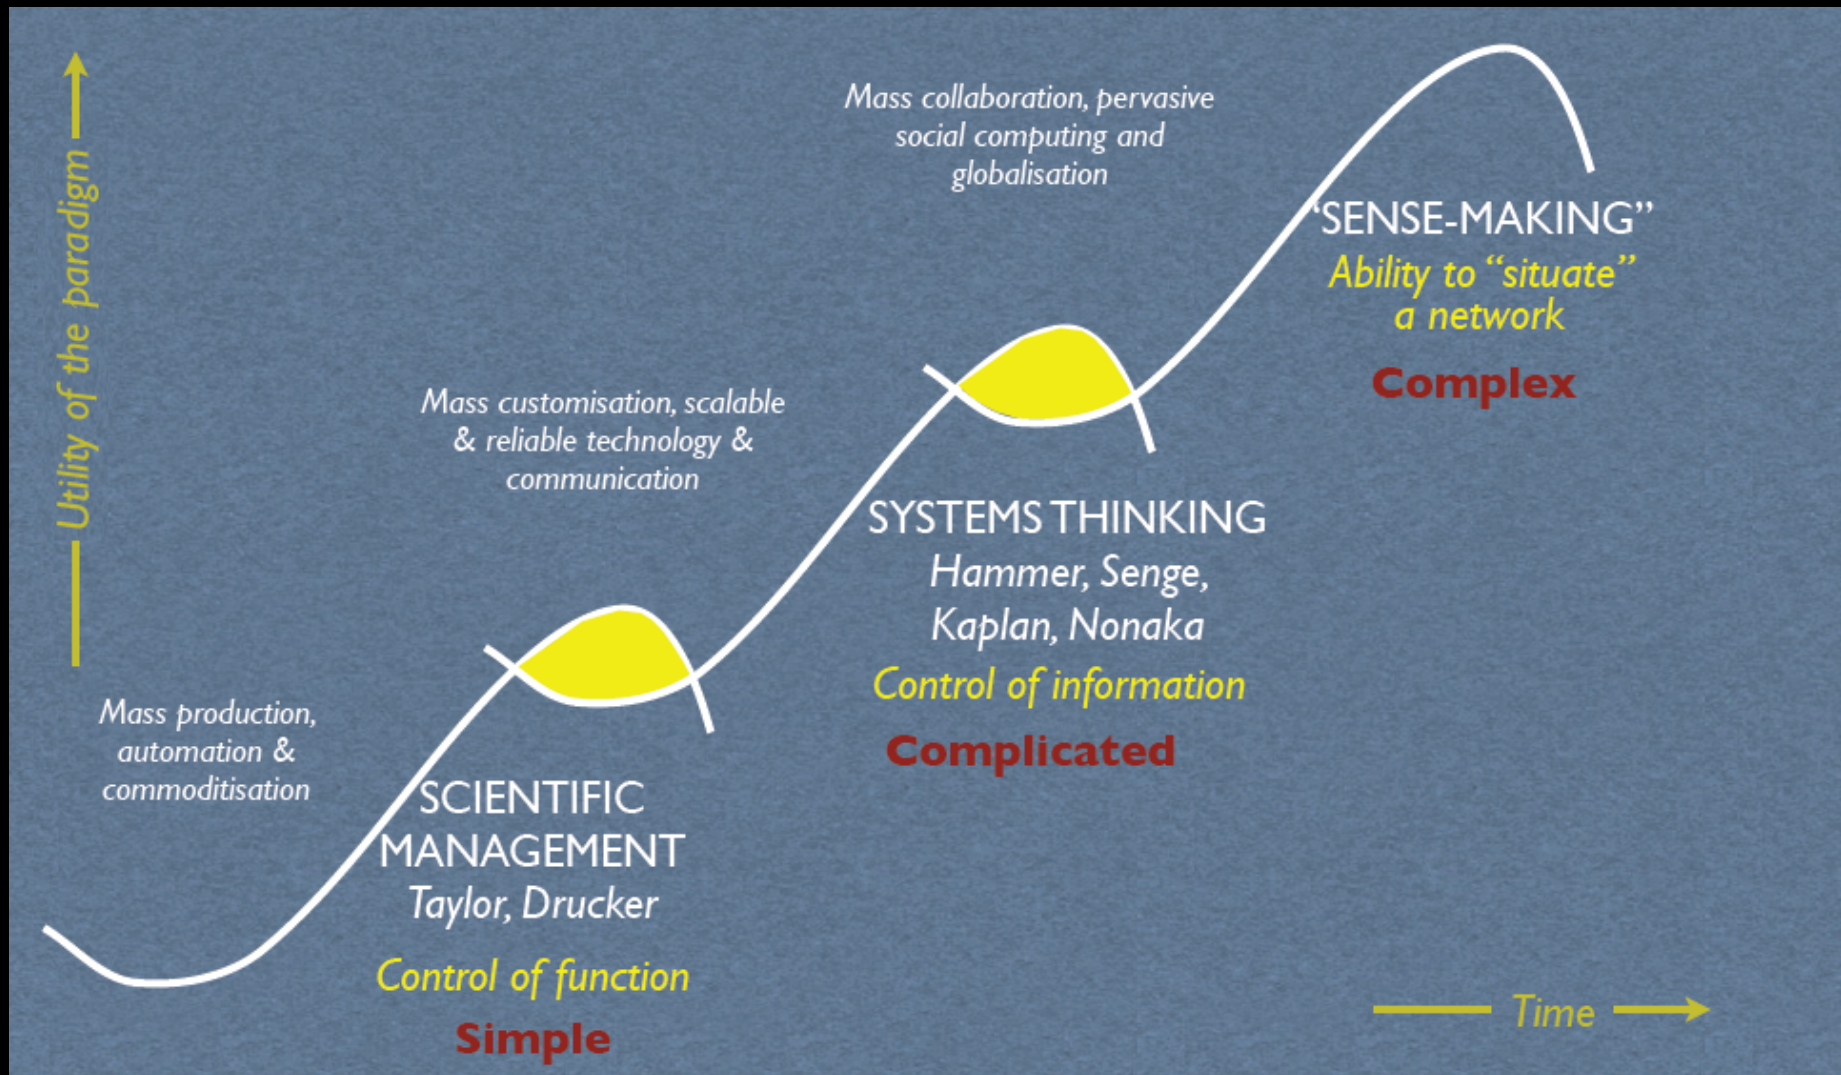 Utility of the paradigm
Mass production,
automation &
commoditisation
SCIENTIFIC
MANAGEMENT
Taylor, Drucker
Control of function
Simple
Mass customisation, scalable
& reliable technology &
communication
SYSTEMS THINKING
Hammer, Senge,
Kaplan, Nonaka
Control of information
Complicated
Mass collaboration, pervasive
social computing and
globalisation
‘SENSE-MAKING”
Ability to “situate”
a network
Complex
Time